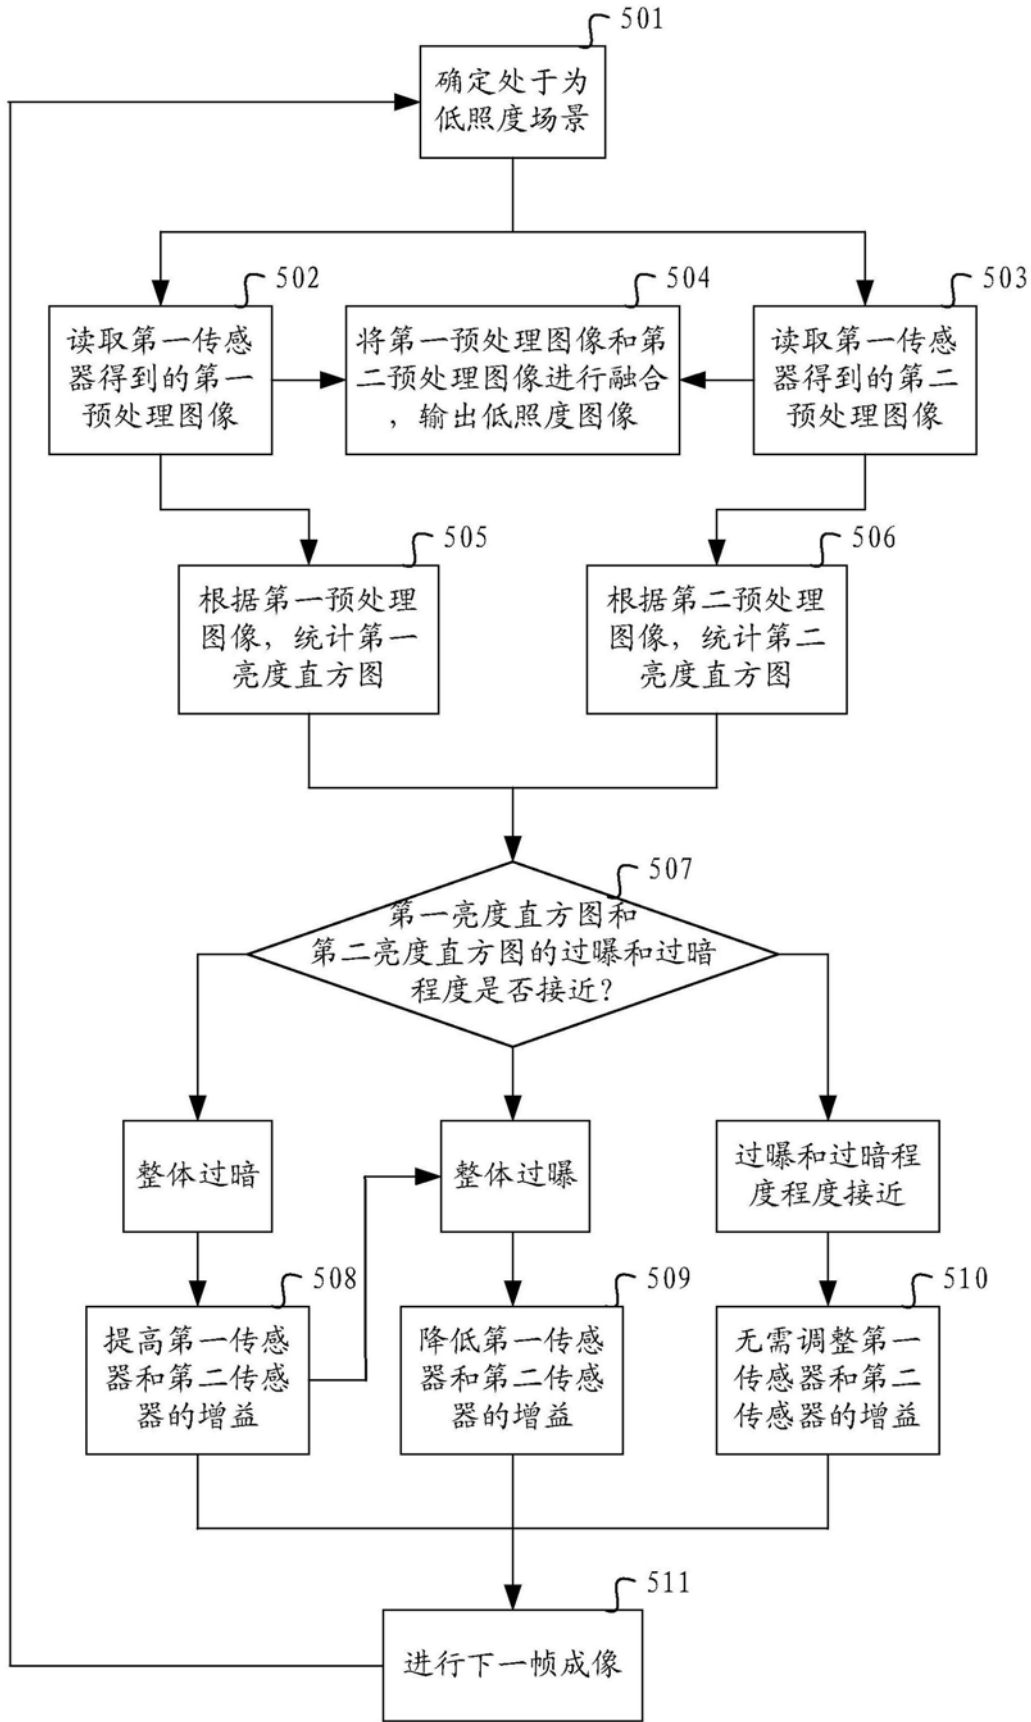 501
确定处于为
低照度场景
502
504
503
读取第一传感
器得到的第一
预处理图像
将第一预处理图像和第
二预处理图像进行融合
，输出低照度图像
读取第一传感
器得到的第二
预处理图像
505
506
根据第一预处理
图像，统计第一
亮度直方图
根据第二预处理
图像，统计第二
亮度直方图
507
第一亮度直方图和
第二亮度直方图的过曝和过暗
程度是否接近？
整体过暗
整体过曝
过曝和过暗程
度程度接近
508
509
510
提高第一传感
器和第二传感
器的增益
降低第一传感
器和第二传感
器的增益
无需调整第一
传感器和第二
传感器的增益
511
进行下一帧成像